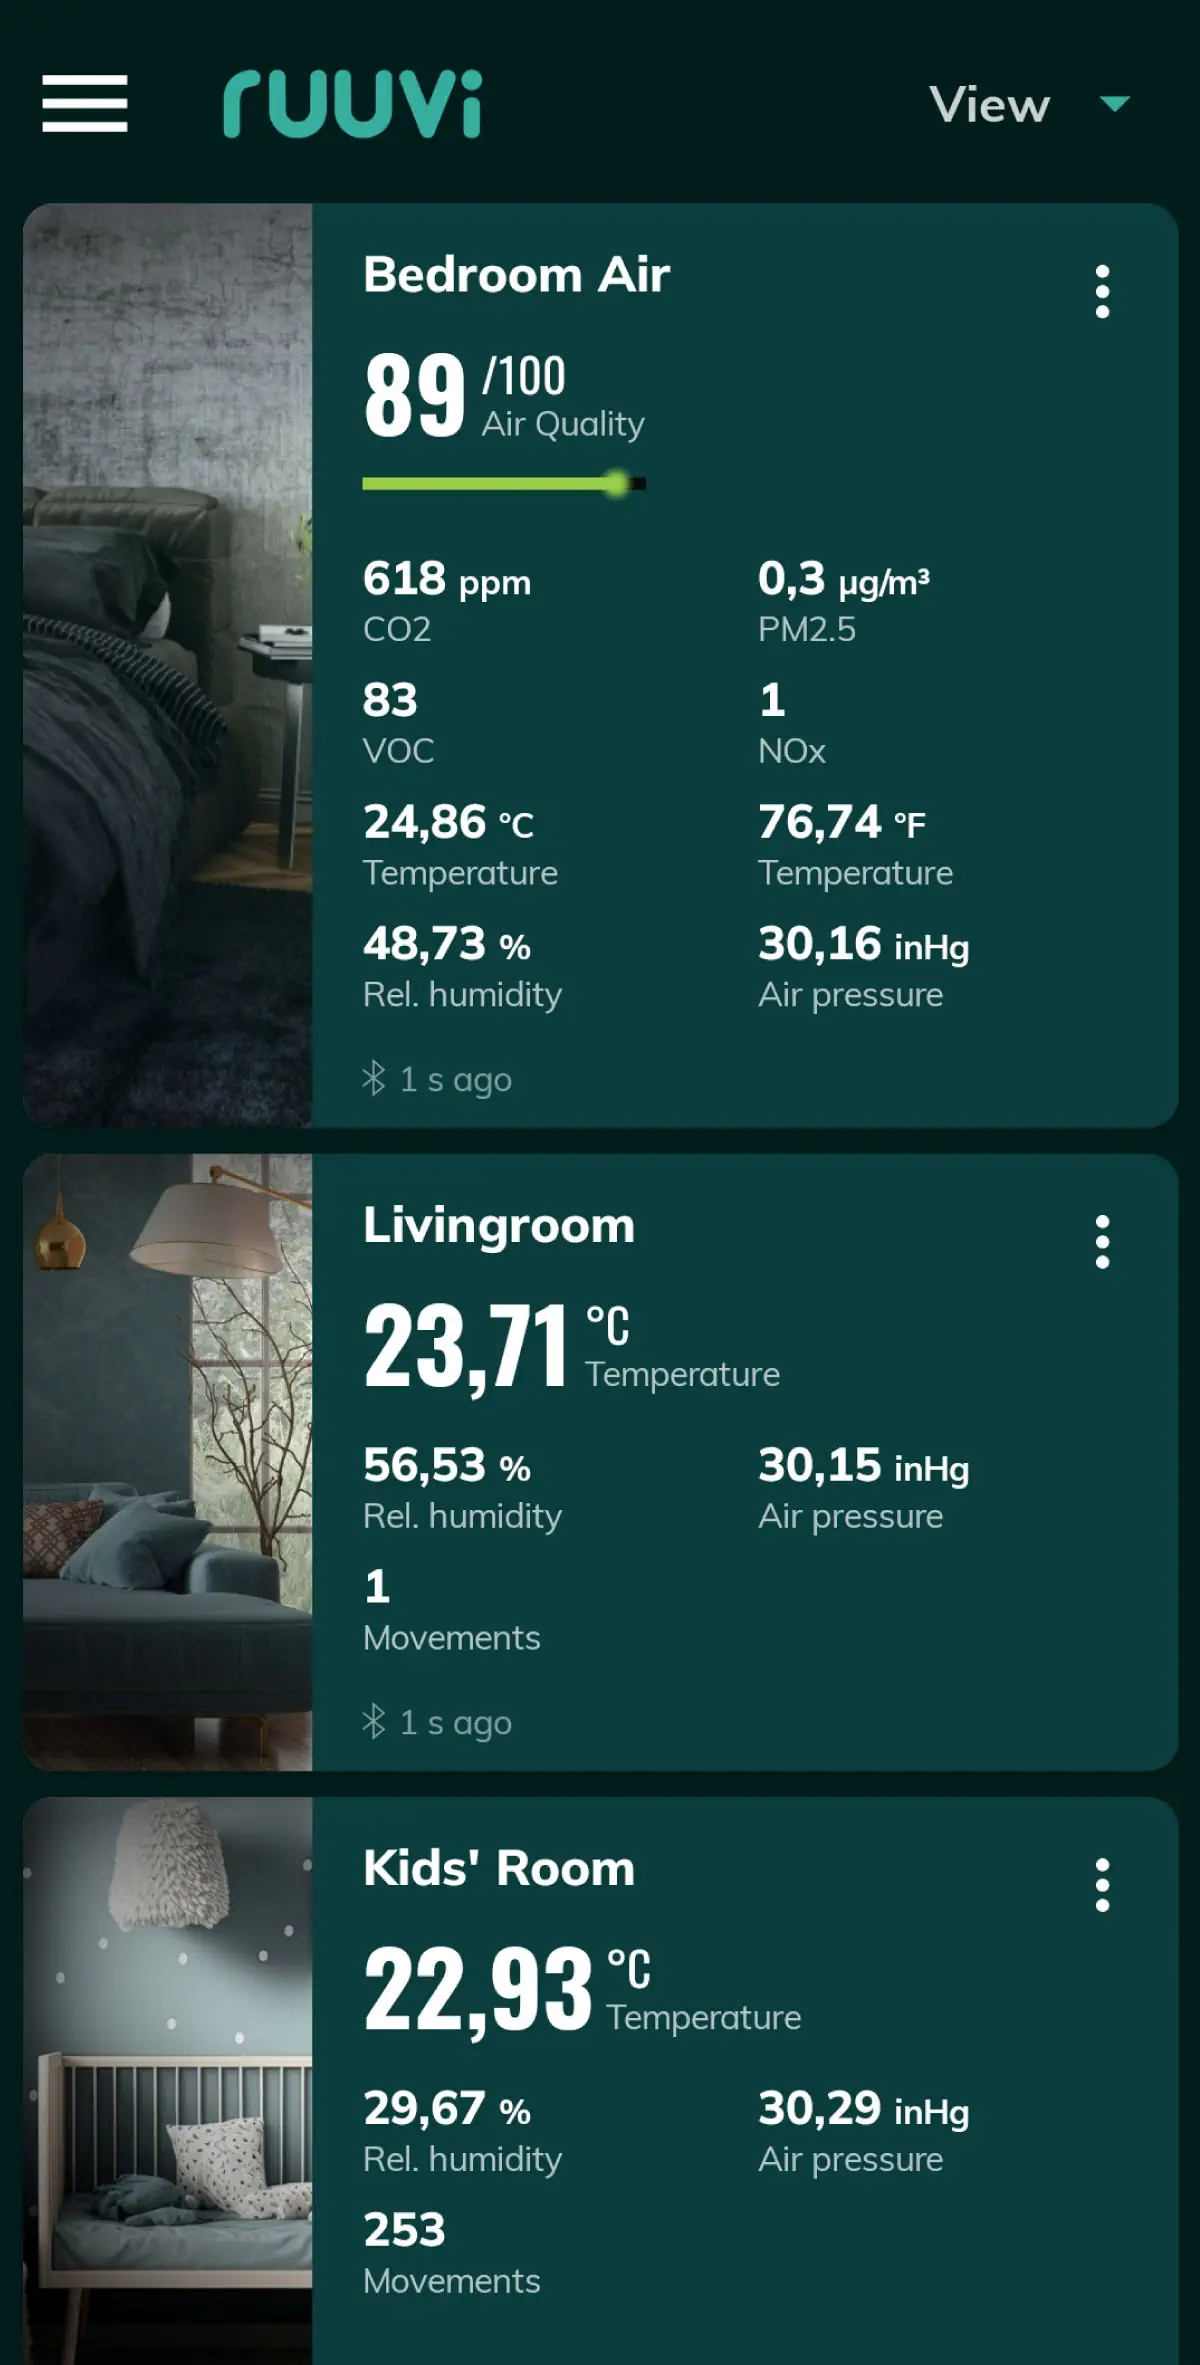 ruuvi
View
Bedroom Air
89 /100
Air Quality
618 ppm
CO2
0,3 µg/m³
PM2.5
83
VOC
1
NOx
24,86 °C
Temperature
76,74 °F
Temperature
48,73 %
Rel. humidity
30,16 inHg
Air pressure
1 s ago
Livingroom
23,71 °C
Temperature
56,53 %
Rel. humidity
30,15 inHg
Air pressure
1
Movements
1 s ago
Kids' Room
22,93 °C
Temperature
29,67 %
Rel. humidity
30,29 inHg
Air pressure
253
Movements